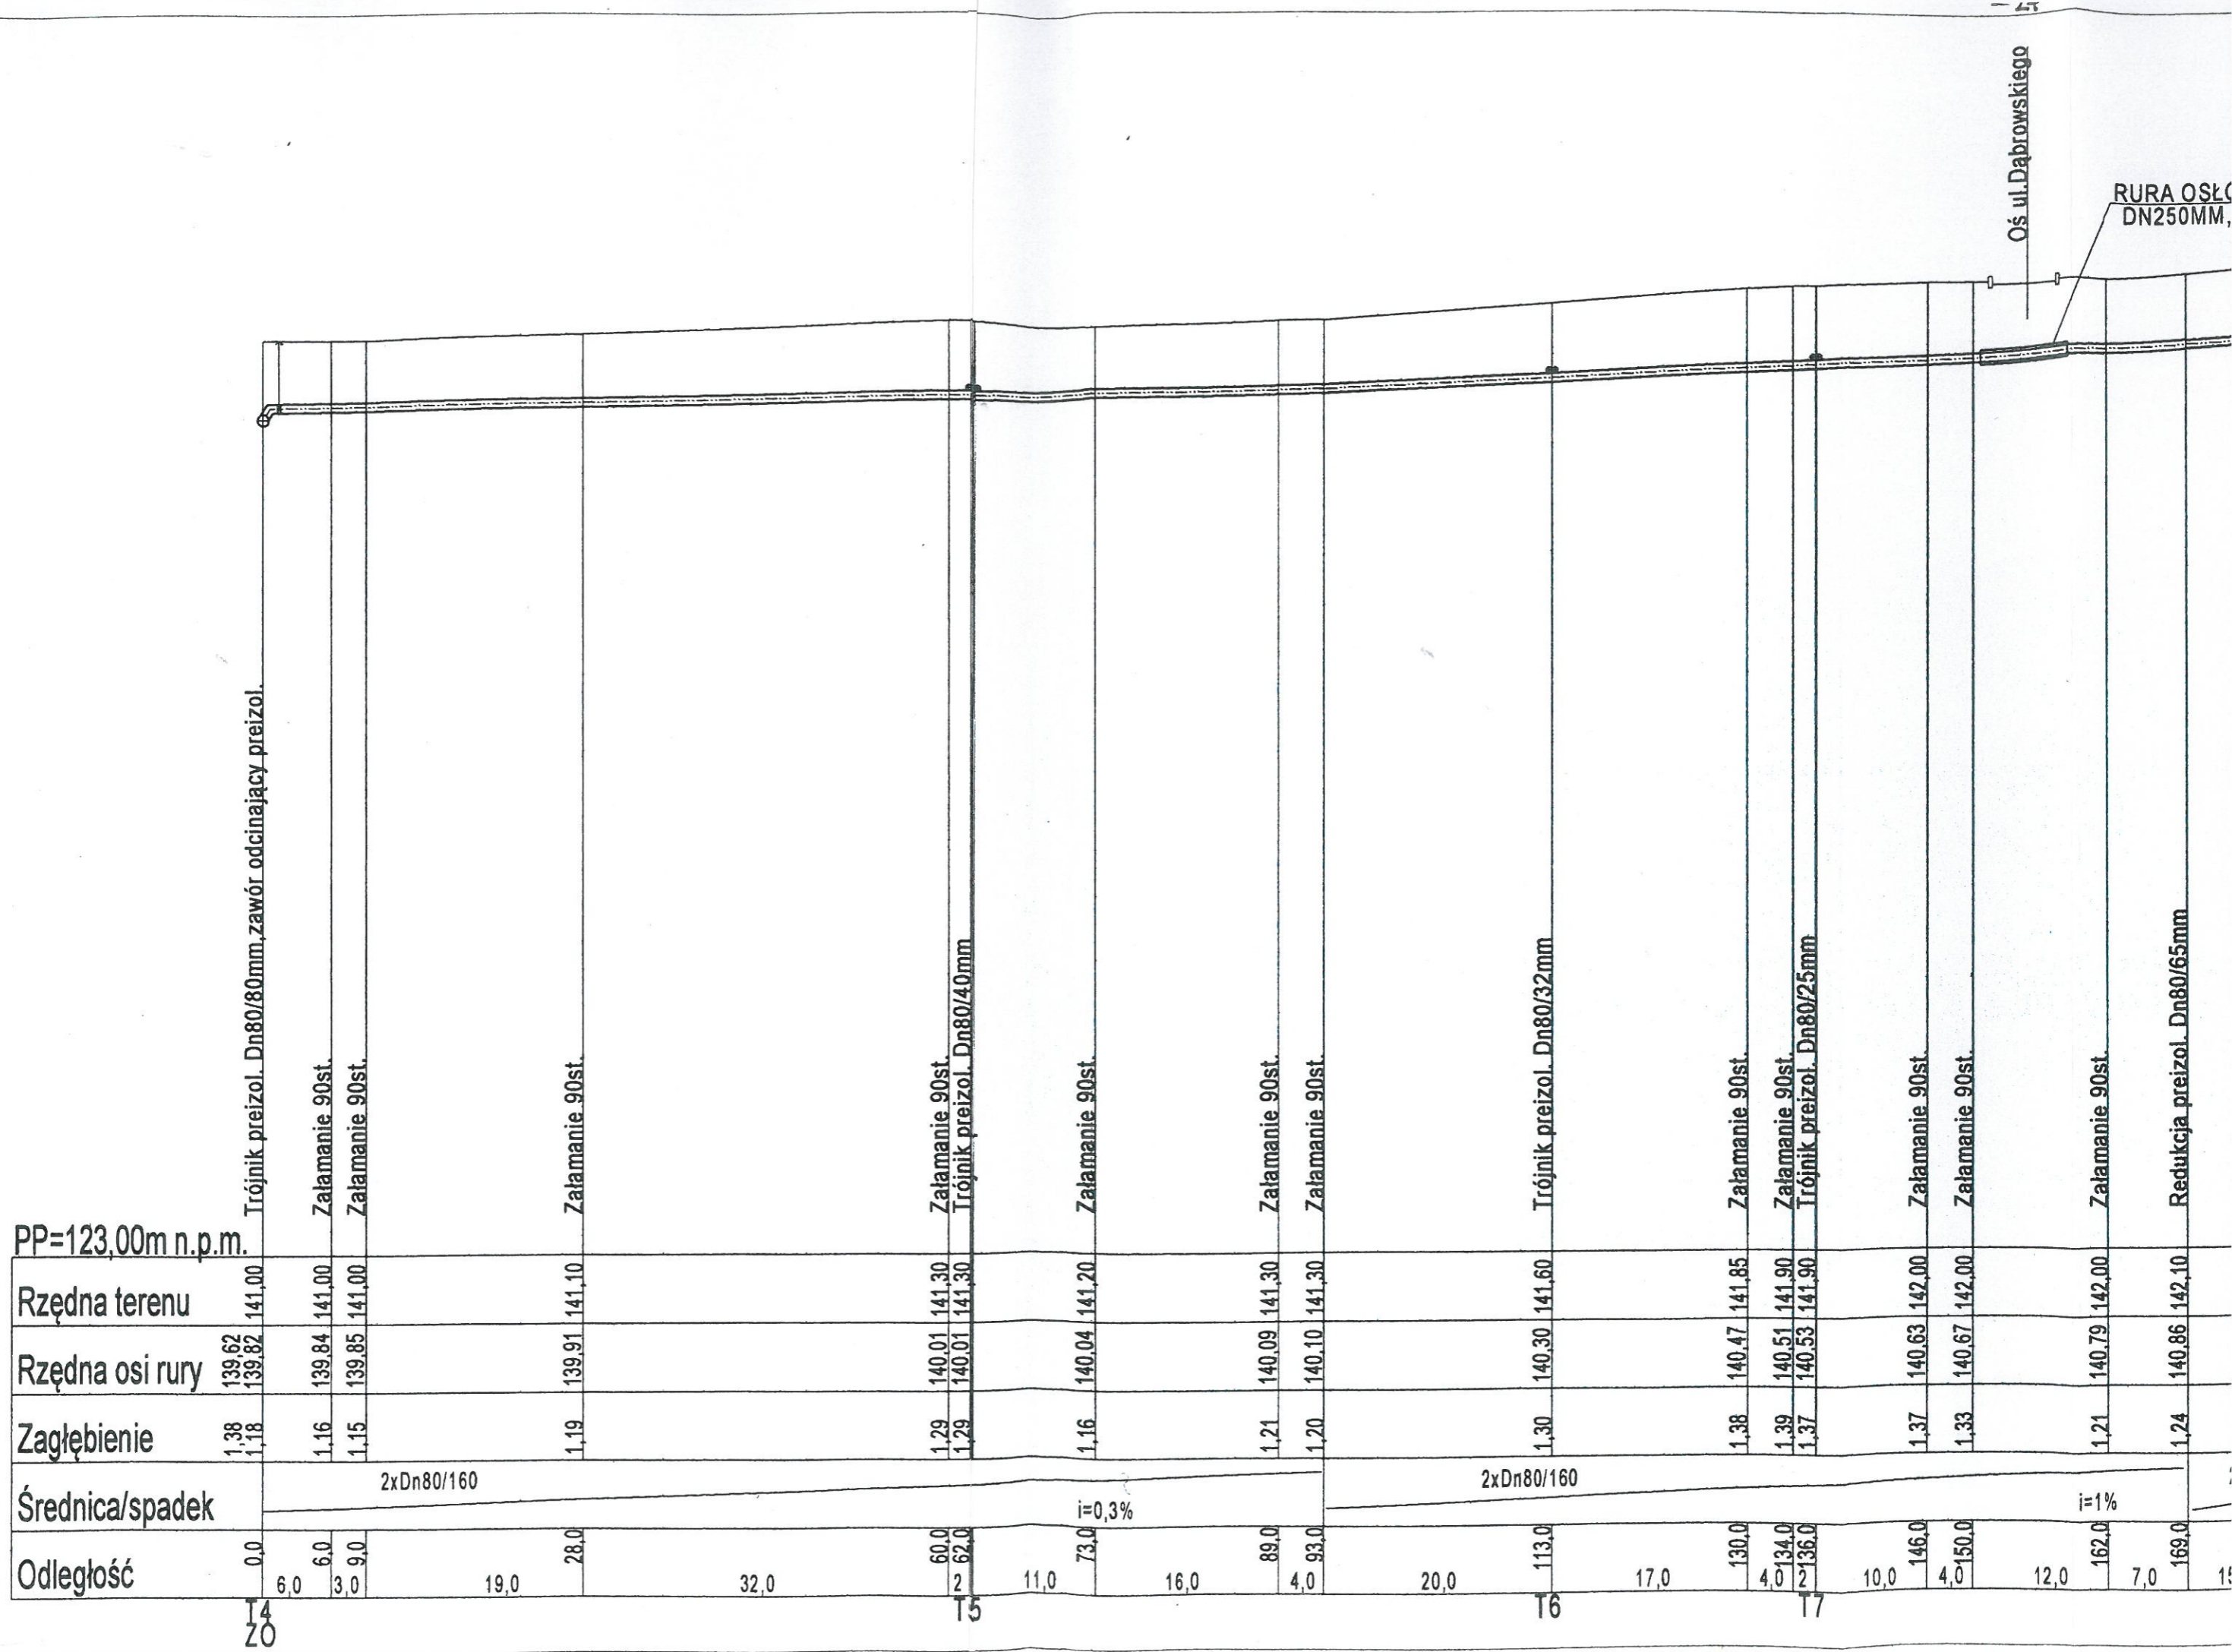 Oś ul.Dąbrowskiego
RURA OSŁ
DN250MM,
Trójnik preizol. Dn80/80mm,zawór odcinający preizol.
Załamanie 90st.
Załamanie 90st.
Załamanie 90st.
Załamanie 90st.
Trójnik preizol. Dn80/40mm
Załamanie 90st.
Załamanie 90st.
Załamanie 90st.
Trójnik preizol. Dn80/32mm
Załamanie 90st.
Załamanie 90st.
Trójnik preizol. Dn80/25mm
Załamanie 90st.
Załamanie 90st.
Załamanie 90st.
Redukcja preizol. Dn80/65mm
PP=123,00m n.p.m.
Rzędna terenu 141,00 141,00 141,00 141,10 141,30 141,30 141,20 141,30 141,30 141,60 141,85 141,90 141,90 142,00 142,00 142,00 142,10
Rzędna osi rury 139,62 139,82 139,84 139,85 139,91 140,01 140,01 140,04 140,09 140,10 140,30 140,47 140,51 140,53 140,63 140,67 140,79 140,86
Zagłębienie 1,38 1,18 1,16 1,15 1,19 1,29 1,29 1,16 1,21 1,20 1,30 1,38 1,39 1,37 1,37 1,33 1,21 1,24
Średnica/spadek 2xDn80/160 i=0,3% 2xDn80/160 i=1%
Odległość 0,0 6,0 9,0 28,0 60,0 62,0 73,0 89,0 93,0 113,0 130,0 134,0 136,0 146,0 150,0 162,0 169,0
6,0 3,0 19,0 32,0 2 11,0 16,0 4,0 20,0 17,0 4,0 2 10,0 4,0 12,0 7,0
T4 T5 T6 T7
Z0